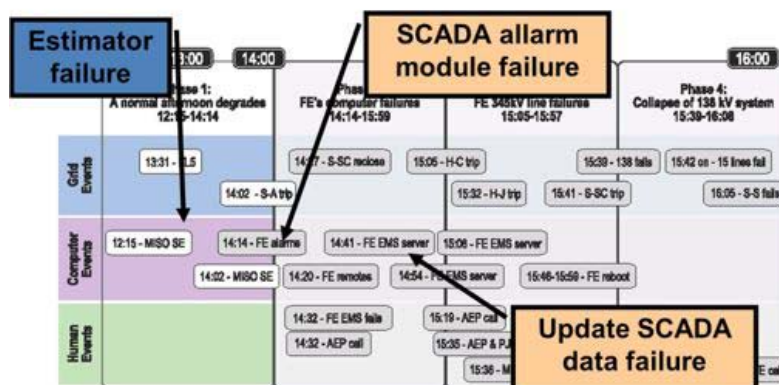 Estimator
failure
SCADA allarm
module failure
14:00
16:00
Phase 1:
A normal afternoon degrades
12:15-14:14
FE's computer failures
14:14-15:59
FE 345kV line failures
15:05-15:57
Phase 4:
Collapse of 138 kV system
15:39-16:08
Grid
Events
13:31 -
14:02 - S-A trip
S-SC reclose
15:05 - H-C trip
15:32 - H-J trip
15:39 - 138 fails
15:41 - S-SC trip
15:42 on - 15 lines fail
16:05 - S-S fails
Computer
Events
12:15 - MISO SE
14:14 - FE alarms
14:02 - MISO SE
14:20 - FE remotes
14:41 - FE EMS server
14:54 - FE EMS server
15:08 - FE EMS server
15:46-15:59 - FE reboot
Human
Events
14:32 - FE EMS fails
14:32 - AEP call
15:19 - AEP call
15:35 - AEP & PJ
15:36 - M
Update SCADA
data failure